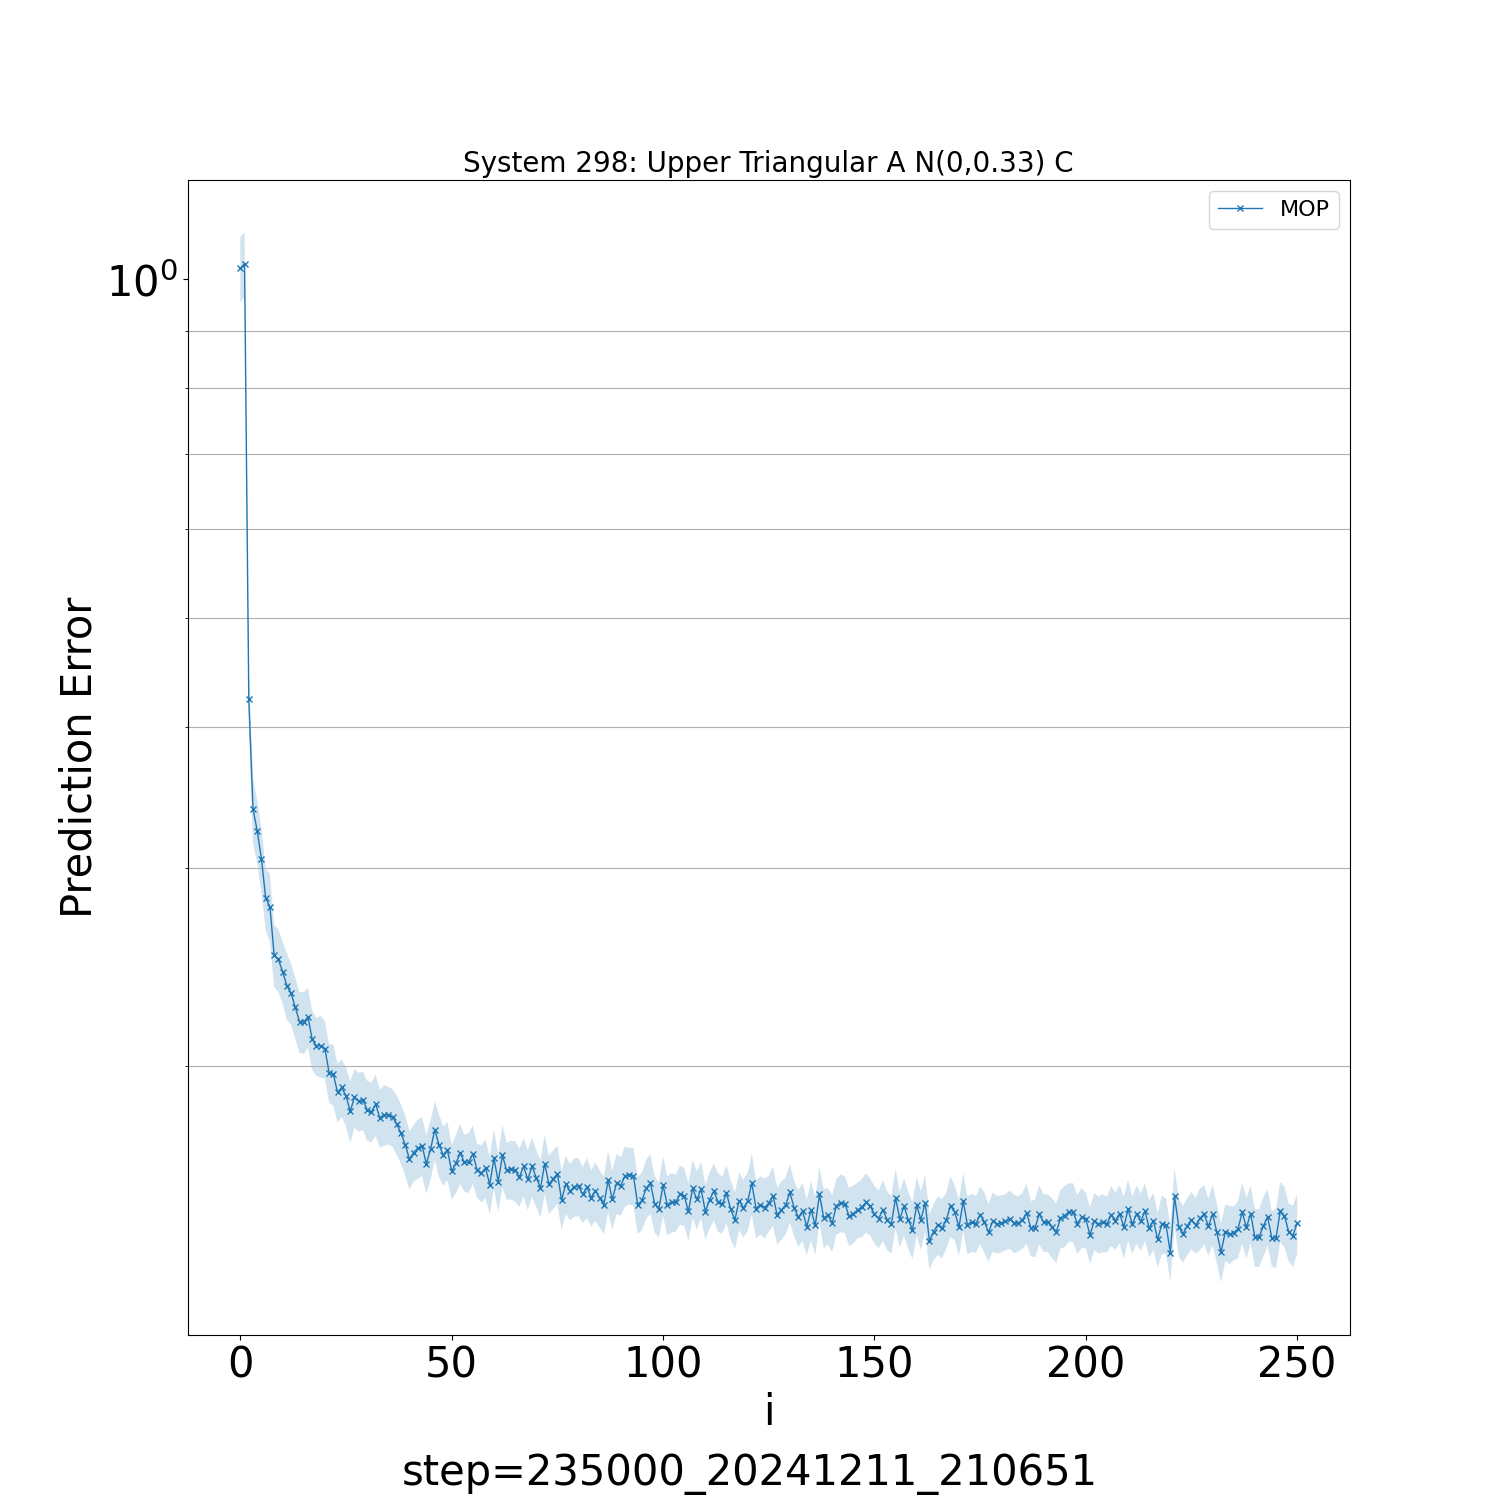 System 298: Upper Triangular A N(0,0.33) C
MOP
10⁰
Prediction Error
0 50 100 150 200 250
i
step=235000_20241211_210651